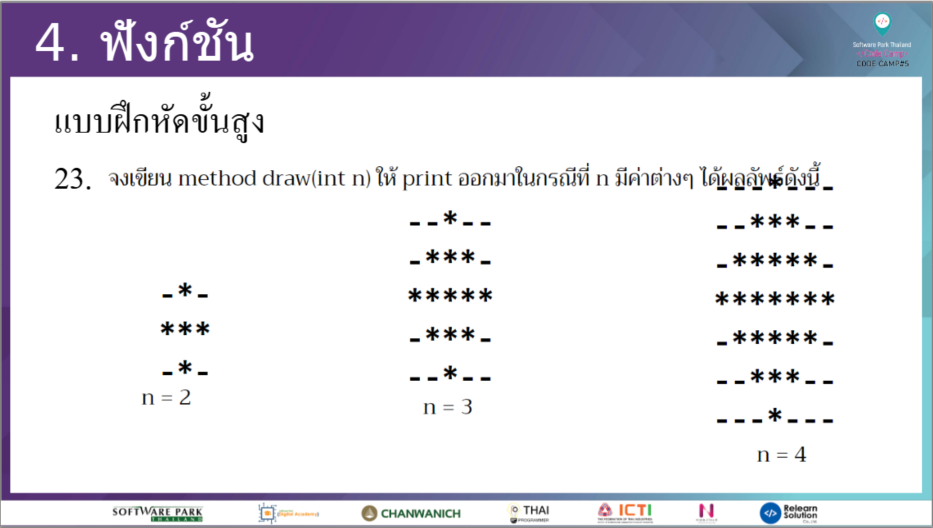 4. ฟังก์ชัน
Software Park Thailand
CODE CAMP#5
แบบฝึกหัดขั้นสูง
23. จงเขียน method draw(int n) ให้ print ออกมาในกรณีที่ n มีค่าต่างๆ ได้ผลลัพธ์ดังนี้
-*-
***
-*-
n = 2
--*--
-***-
*****
-***-
--*--
n = 3
---*---
--***--
-*****-
*******
-*****-
--***--
---*---
n = 4
SOFTWARE PARK
THAILAND
CHANWANICH
THAI
PROGRAMMER
ICTI
N
Relearn
Solution